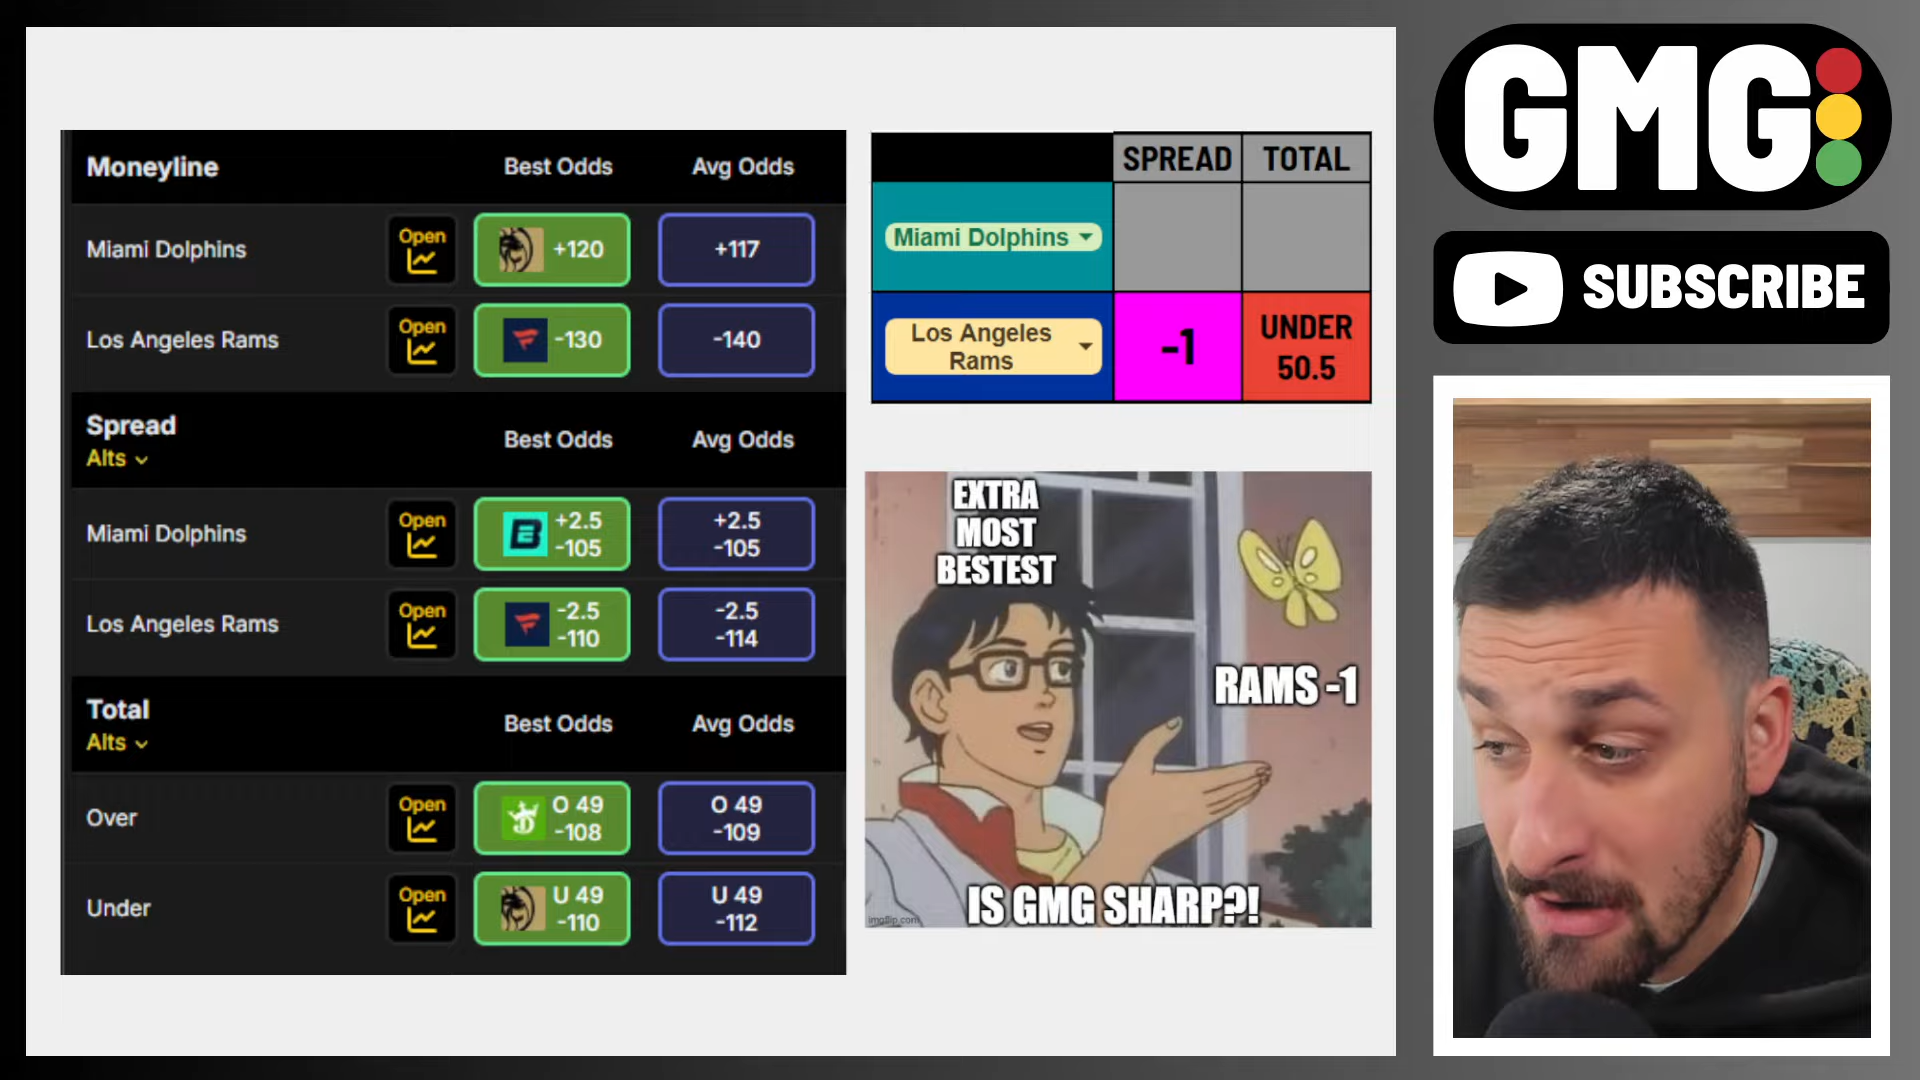 Moneyline Best Odds Avg Odds
Miami Dolphins Open +120 +117
Los Angeles Rams Open -130 -140
Spread
Alts
Best Odds Avg Odds
Miami Dolphins Open +2.5 -105 +2.5 -105
Los Angeles Rams Open -2.5 -110 -2.5 -114
Total
Alts
Best Odds Avg Odds
Over Open O 49 -108 O 49 -109
Under Open U 49 -110 U 49 -112
SPREAD TOTAL
Miami Dolphins
Los Angeles
Rams
-1
UNDER
50.5
EXTRA
MOST
BESTEST
RAMS -1
IS GMG SHARP?!
imgflip.com
GMG
SUBSCRIBE